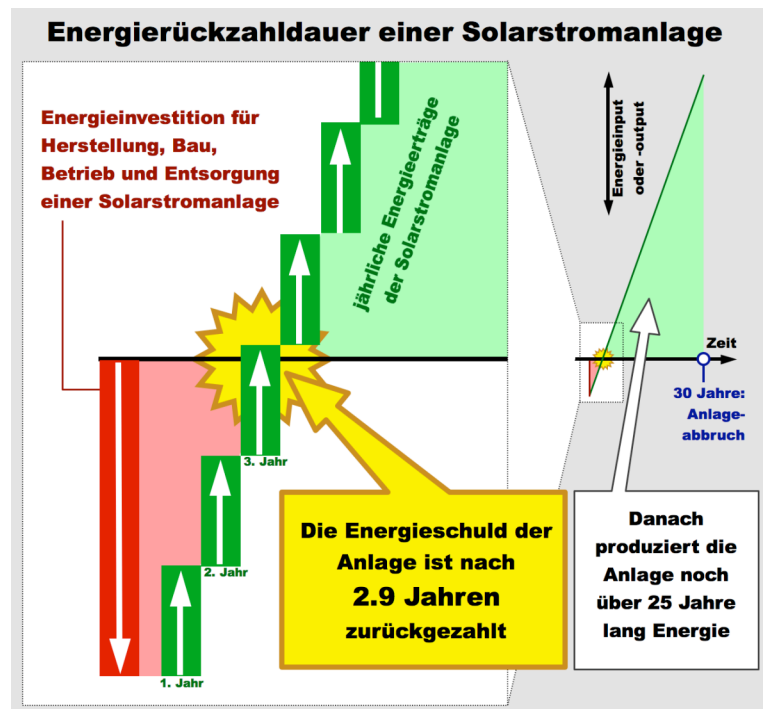 Energierückzahldauer einer Solarstromanlage
Energieinvestition für
Herstellung, Bau,
Betrieb und Entsorgung
einer Solarstromanlage
jährliche Energieerträge
der Solarstromanlage
1. Jahr
2. Jahr
3. Jahr
Die Energieschuld der
Anlage ist nach
2.9 Jahren
zurückgezahlt
Energieinput
oder -output
Zeit
30 Jahre:
Anlage-
abbruch
Danach
produziert die
Anlage noch
über 25 Jahre
lang Energie